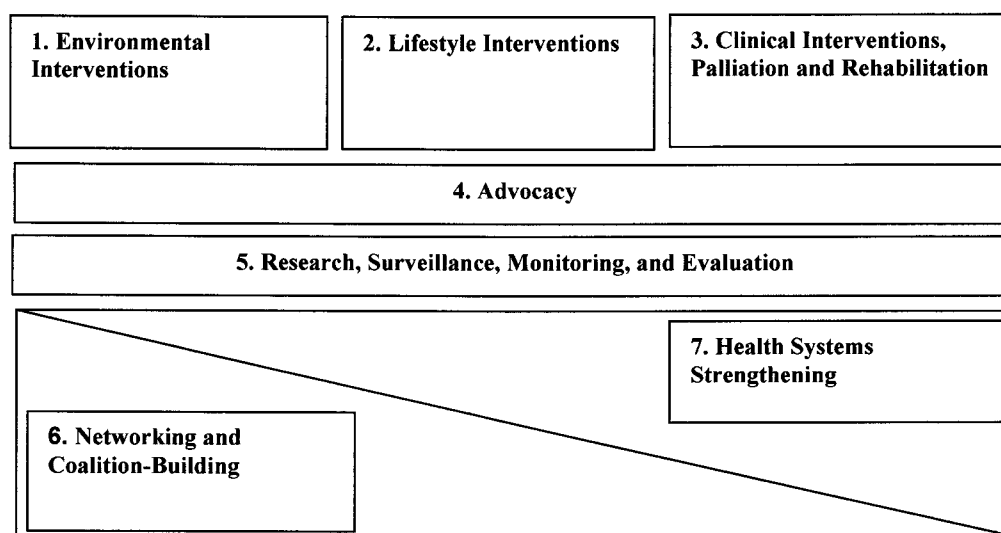 1. Environmental
Interventions
2. Lifestyle Interventions
3. Clinical Interventions,
Palliation and Rehabilitation
4. Advocacy
5. Research, Surveillance, Monitoring, and Evaluation
7. Health Systems
Strengthening
6. Networking and
Coalition-Building